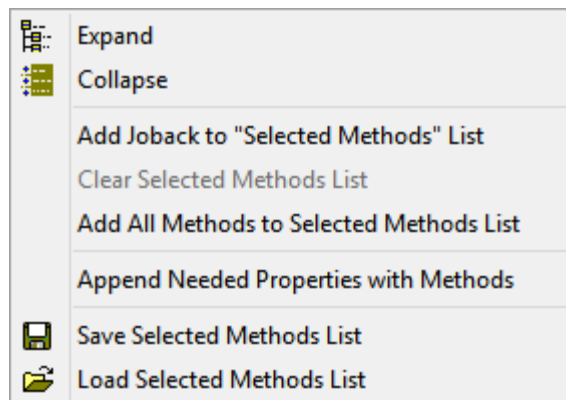 Expand
Collapse
Add Joback to "Selected Methods" List
Clear Selected Methods List
Add All Methods to Selected Methods List
Append Needed Properties with Methods
Save Selected Methods List
Load Selected Methods List